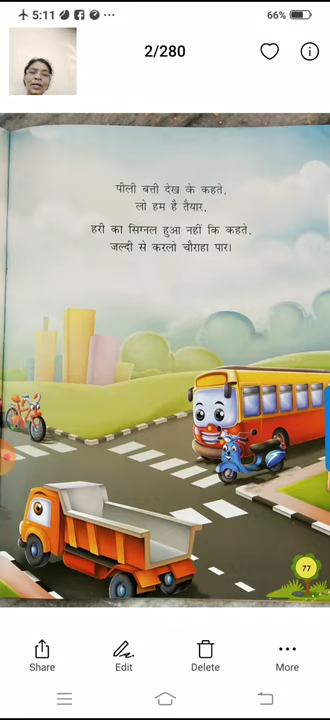 5:11
66%
2/280
पीली बत्ती देख के कहते,
लो हम है तैयार,
हरी का सिग्नल हुआ नहीं कि कहते,
जल्दी से करलो चौराहा पार।
77
Share Edit Delete More